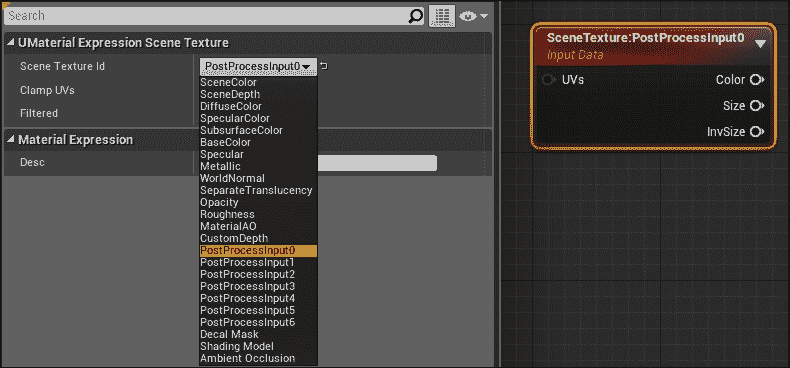 Search
UMaterial Expression Scene Texture
Scene Texture Id
PostProcessInput0
Clamp UVs
Filtered
Material Expression
Desc
SceneColor
SceneDepth
DiffuseColor
SpecularColor
SubsurfaceColor
BaseColor
Specular
Metallic
WorldNormal
SeparateTranslucency
Opacity
Roughness
MaterialAO
CustomDepth
PostProcessInput0
PostProcessInput1
PostProcessInput2
PostProcessInput3
PostProcessInput4
PostProcessInput5
PostProcessInput6
Decal Mask
Shading Model
Ambient Occlusion
SceneTexture:PostProcessInput0
Input Data
UVs
Color
Size
InvSize